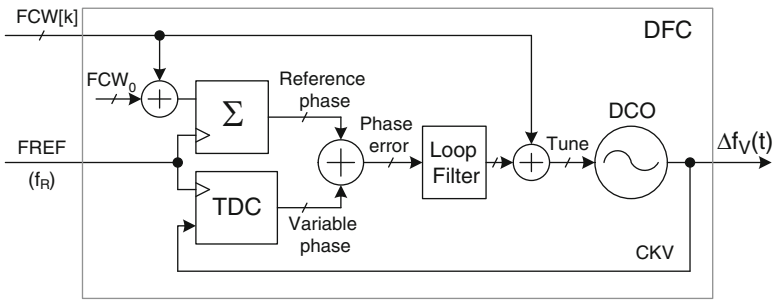 FCW[k]
DFC
FCW0
Σ
Reference
phase
DCO
Phase
error
Loop
Filter
Tune
ΔfV(t)
FREF
(fR)
TDC
Variable
phase
CKV